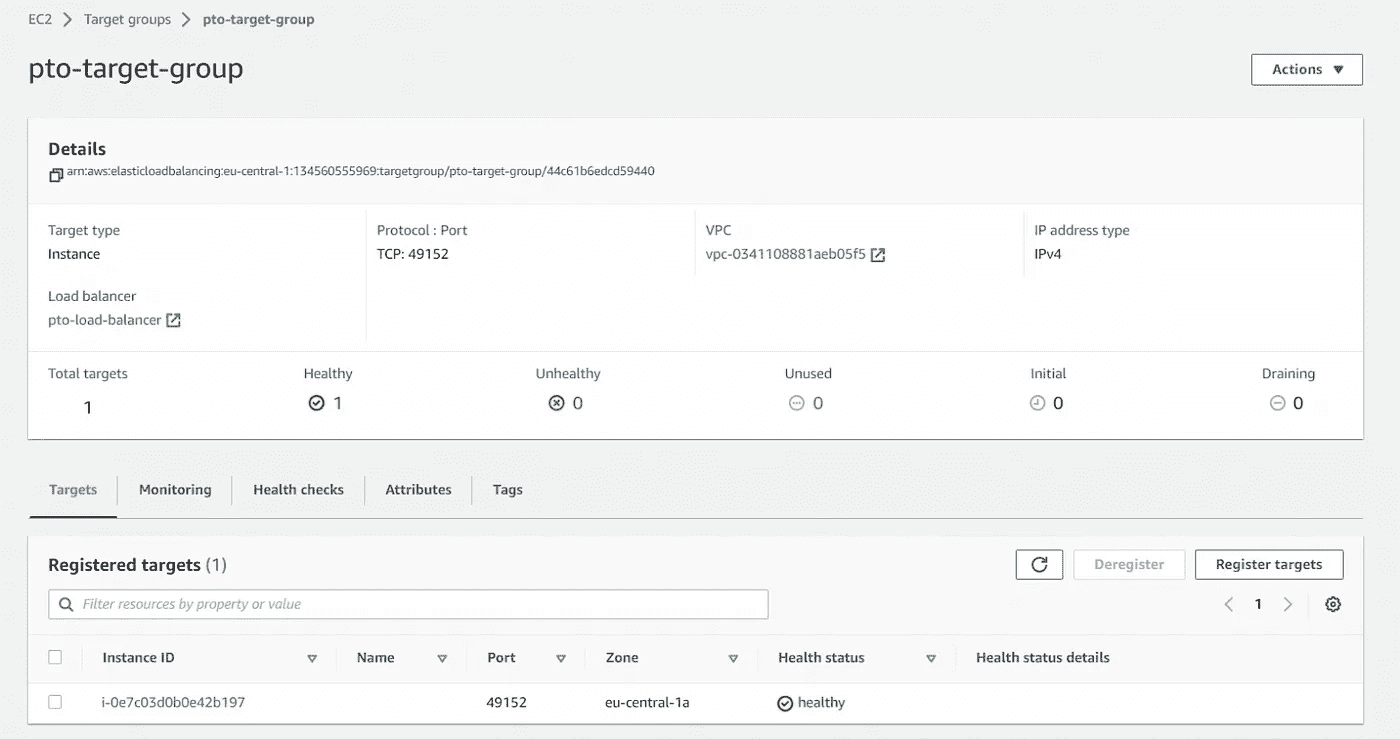 EC2 > Target groups > pto-target-group
pto-target-group
Actions
Details
arn:aws:elasticloadbalancing:eu-central-1:134560555969:targetgroup/pto-target-group/44c61b6edcd59440
Target type Protocol : Port VPC IP address type
Instance TCP: 49152 vpc-0341108881aeb05f5 IPv4
Load balancer
pto-load-balancer
Total targets Healthy Unhealthy Unused Initial Draining
1 1 0 0 0 0
Targets Monitoring Health checks Attributes Tags
Registered targets (1) Deregister Register targets
Filter resources by property or value 1
Instance ID Name Port Zone Health status Health status details
i-0e7c03d0b0e42b197 49152 eu-central-1a healthy